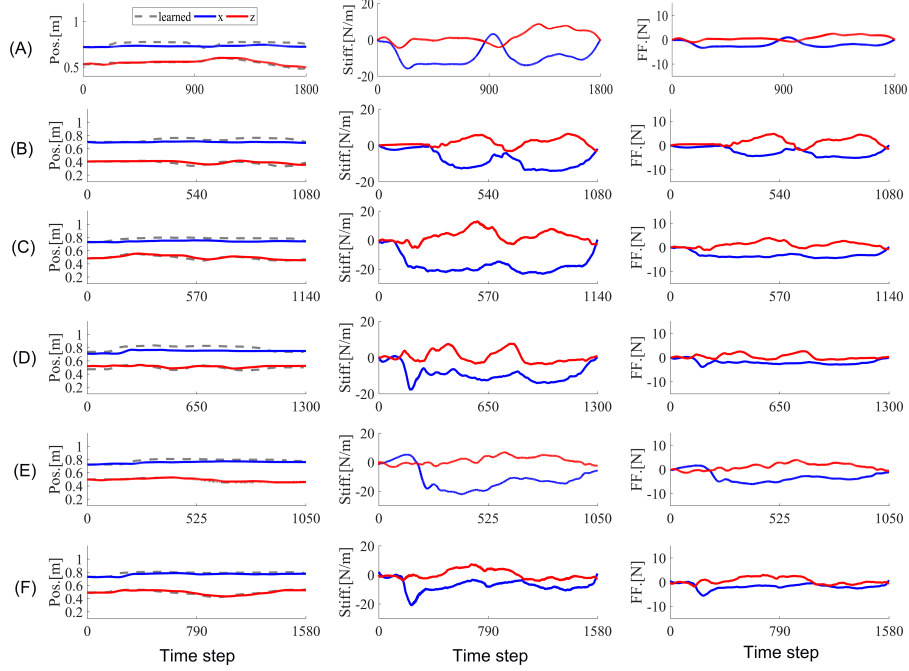 learned x z
(A)
Pos.[m]
1
0.5
0 790 1800
Stiff.[N/m]
20
0
-20
0 900 1800
FF.[N]
10
0
-10
0 900 1800
(B)
Pos.[m]
1
0.8
0.6
0.4
0.2
0 540 1080
Stiff.[N/m]
20
0
-20
0 540 1080
FF.[N]
10
0
-10
0 540 1080
(C)
Pos.[m]
1
0.8
0.6
0.4
0.2
0 570 1140
Stiff.[N/m]
20
0
-20
0 570 1140
FF.[N]
10
0
-10
0 570 1140
(D)
Pos.[m]
1
0.8
0.6
0.4
0.2
0 650 1300
Stiff.[N/m]
20
0
-20
0 650 1300
FF.[N]
10
0
-10
0 650 1300
(E)
Pos.[m]
1
0.8
0.6
0.4
0.2
0 525 1050
Stiff.[N/m]
20
0
-20
0 525 1050
FF.[N]
10
0
-10
0 525 1050
(F)
Pos.[m]
1
0.8
0.6
0.4
0.2
0 790 1580
Stiff.[N/m]
20
0
-20
0 790 1580
FF.[N]
10
0
-10
0 790 1580
Time step Time step Time step